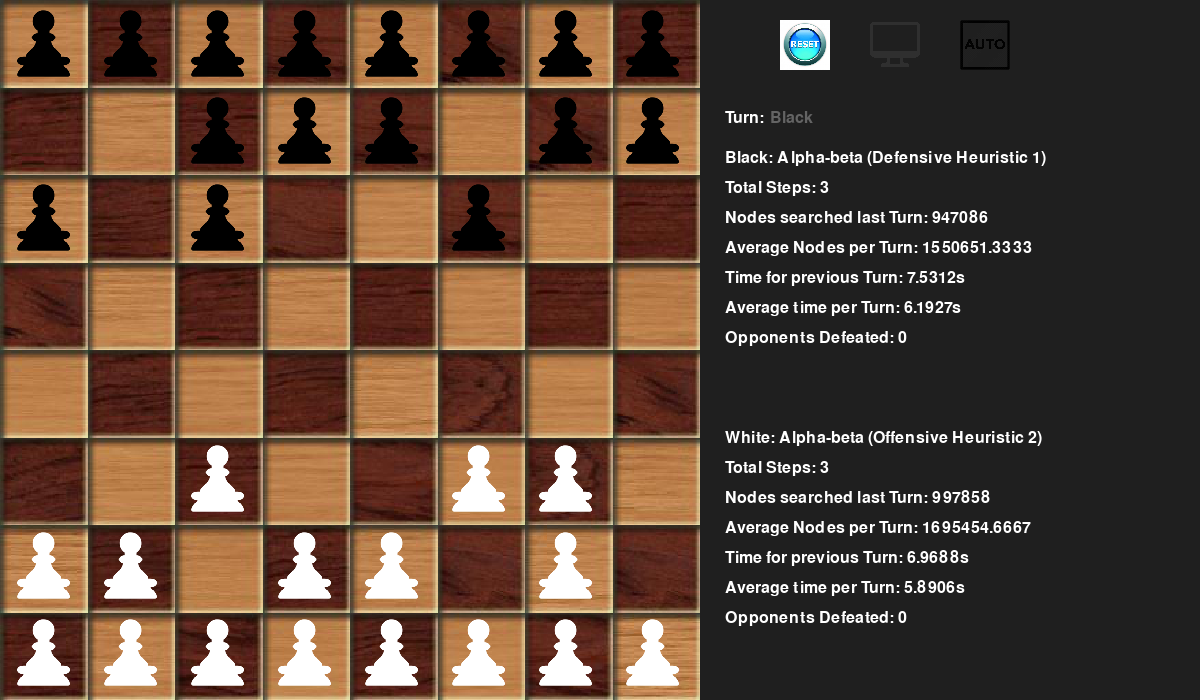 RESET
AUTO
Turn: Black
Black: Alpha-beta (Defensive Heuristic 1)
Total Steps: 3
Nodes searched last Turn: 947086
Average Nodes per Turn: 1550651.3333
Time for previous Turn: 7.5312s
Average time per Turn: 6.1927s
Opponents Defeated: 0
White: Alpha-beta (Offensive Heuristic 2)
Total Steps: 3
Nodes searched last Turn: 997858
Average Nodes per Turn: 1695454.6667
Time for previous Turn: 6.9688s
Average time per Turn: 5.8906s
Opponents Defeated: 0